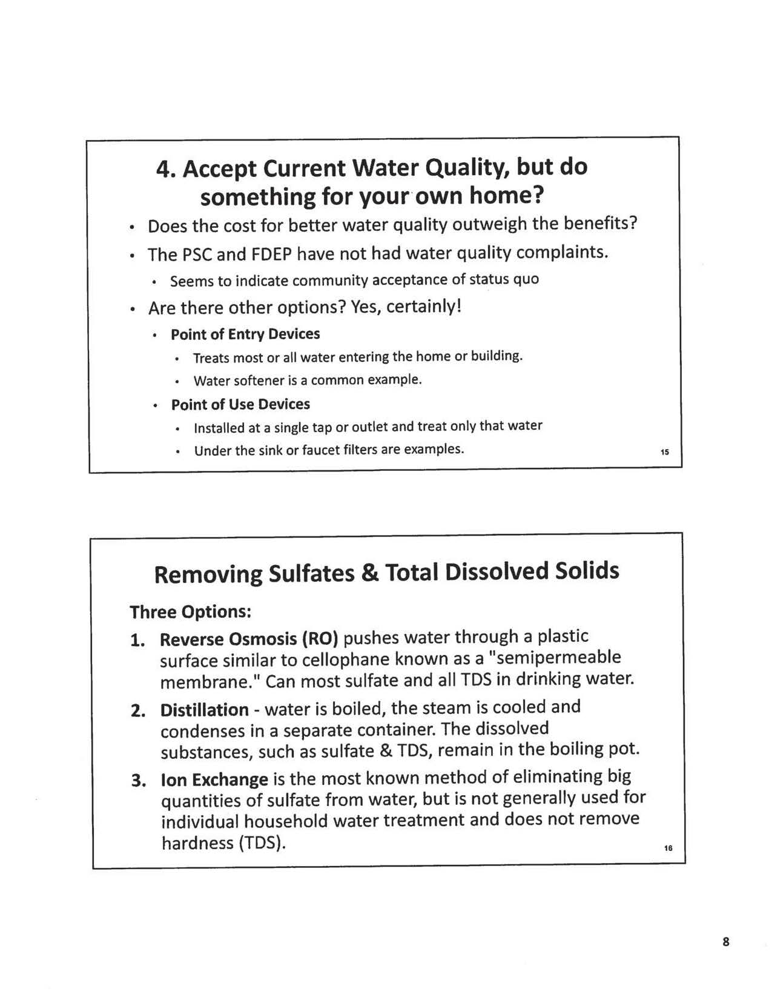 4. Accept Current Water Quality, but do
something for your own home?
• Does the cost for better water quality outweigh the benefits?
• The PSC and FDEP have not had water quality complaints.
• Seems to indicate community acceptance of status quo
• Are there other options? Yes, certainly!
• Point of Entry Devices
• Treats most or all water entering the home or building.
• Water softener is a common example.
• Point of Use Devices
• Installed at a single tap or outlet and treat only that water
• Under the sink or faucet filters are examples.
15
Removing Sulfates & Total Dissolved Solids
Three Options:
1. Reverse Osmosis (RO) pushes water through a plastic
surface similar to cellophane known as a "semipermeable
membrane." Can most sulfate and all TDS in drinking water.
2. Distillation - water is boiled, the steam is cooled and
condenses in a separate container. The dissolved
substances, such as sulfate & TDS, remain in the boiling pot.
3. Ion Exchange is the most known method of eliminating big
quantities of sulfate from water, but is not generally used for
individual household water treatment and does not remove
hardness (TDS).
16
8